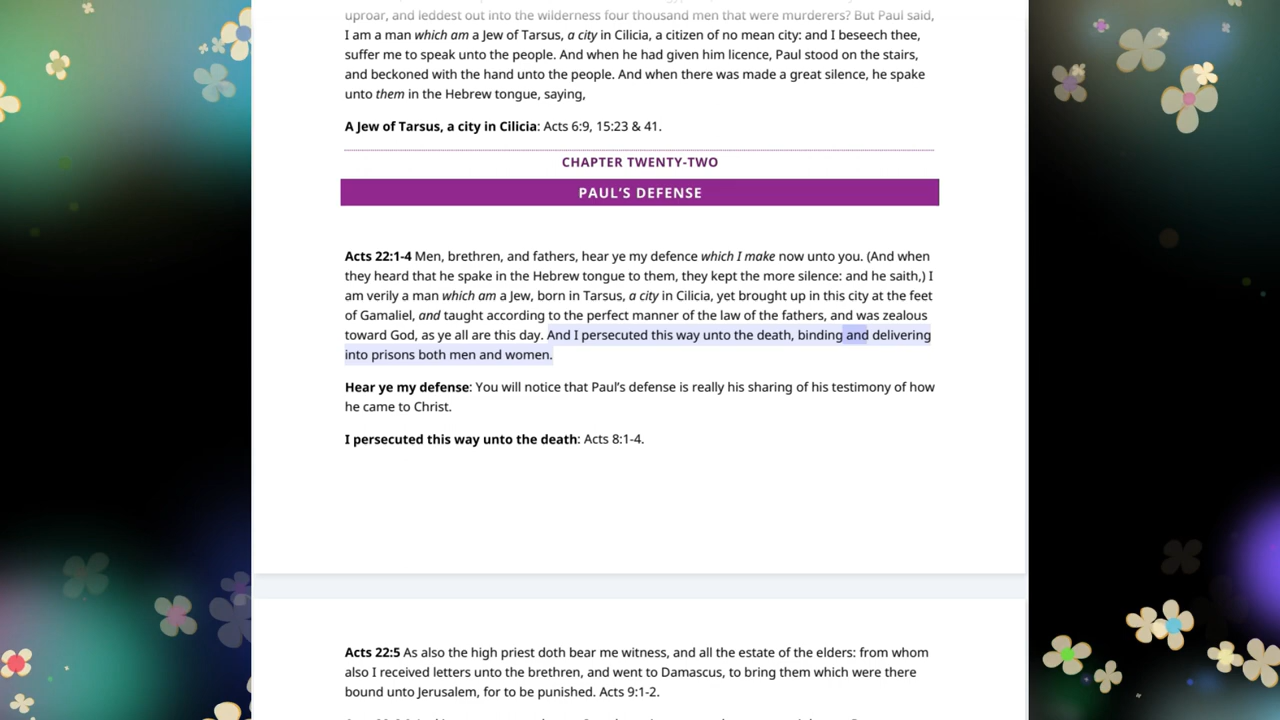 uproar, and leddest out into the wilderness four thousand men that were murderers? But Paul said,
I am a man which am a Jew of Tarsus, a city in Cilicia, a citizen of no mean city: and I beseech thee,
suffer me to speak unto the people. And when he had given him licence, Paul stood on the stairs,
and beckoned with the hand unto the people. And when there was made a great silence, he spake
unto them in the Hebrew tongue, saying,
A Jew of Tarsus, a city in Cilicia: Acts 6:9, 15:23 & 41.
CHAPTER TWENTY-TWO
PAUL’S DEFENSE
Acts 22:1-4 Men, brethren, and fathers, hear ye my defence which I make now unto you. (And when
they heard that he spake in the Hebrew tongue to them, they kept the more silence: and he saith,) I
am verily a man which am a Jew, born in Tarsus, a city in Cilicia, yet brought up in this city at the feet
of Gamaliel, and taught according to the perfect manner of the law of the fathers, and was zealous
toward God, as ye all are this day. And I persecuted this way unto the death, binding and delivering
into prisons both men and women.
Hear ye my defense: You will notice that Paul’s defense is really his sharing of his testimony of how
he came to Christ.
I persecuted this way unto the death: Acts 8:1-4.
Acts 22:5 As also the high priest doth bear me witness, and all the estate of the elders: from whom
also I received letters unto the brethren, and went to Damascus, to bring them which were there
bound unto Jerusalem, for to be punished. Acts 9:1-2.